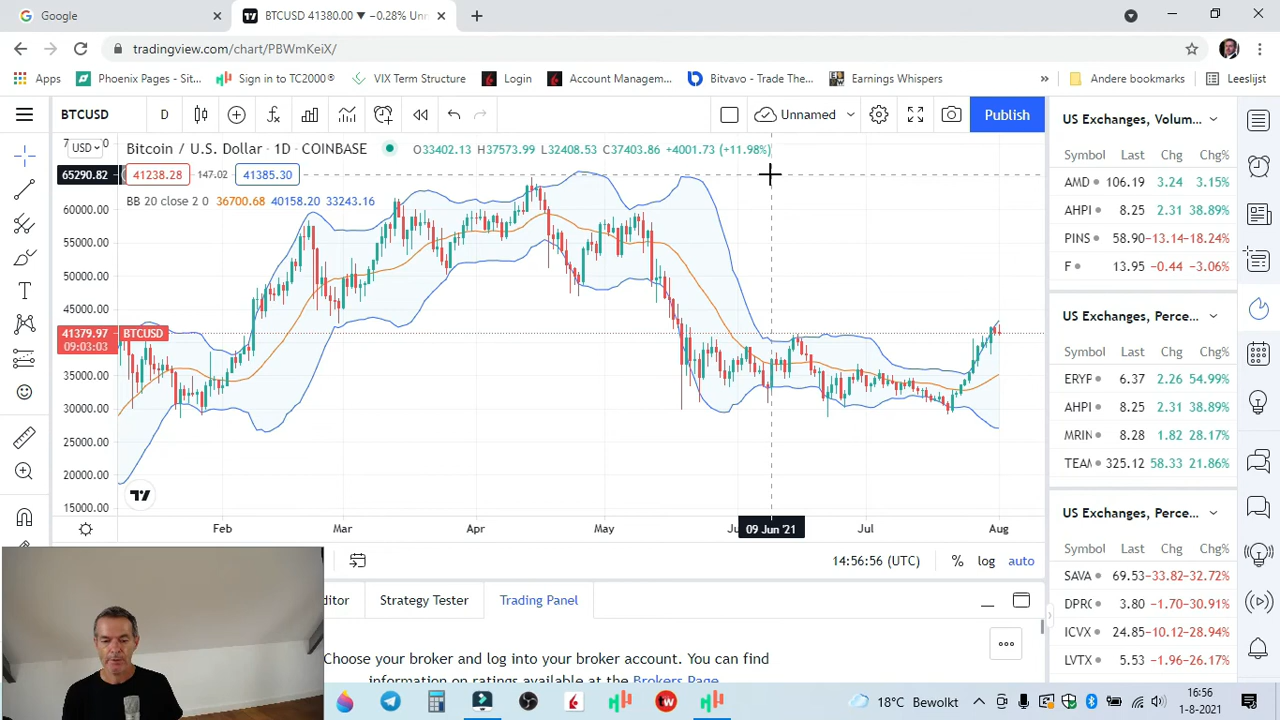 Google
BTCUSD 41380.00 ▼ −0.28% Unn
tradingview.com/chart/PBWmKeiX/
Apps Phoenix Pages - Sit... Sign in to TC2000® VIX Term Structure Login Account Managem... Bitvavo - Trade The... Earnings Whispers » Andere bookmarks Leeslijst
BTCUSD D Unnamed Publish
USD
Bitcoin / U.S. Dollar · 1D · COINBASE
O33402.13 H37573.99 L32408.53 C37403.86 +4001.73 (+11.98%)
65290.82
41238.28 147.02 41385.30
BB 20 close 2 0 36700.68 40158.20 33243.16
60000.00
55000.00
50000.00
45000.00
41379.97 BTCUSD
09:03:03
35000.00
30000.00
25000.00
20000.00
15000.00
Feb Mar Apr May 09 Jun '21 Jul Aug
14:56:56 (UTC) % log auto
Strategy Tester Trading Panel
Choose your broker and log into your broker account. You can find
information on ratings available at the Brokers Page
US Exchanges, Volum...
Symbol Last Chg Chg%
AMD 106.19 3.24 3.15%
AHPI 8.25 2.31 38.89%
PINS 58.90 -13.14 -18.24%
F 13.95 -0.44 -3.06%
US Exchanges, Perce...
Symbol Last Chg Chg%
ERYP 6.37 2.26 54.99%
AHPI 8.25 2.31 38.89%
MRIN 8.28 1.82 28.17%
TEAM 325.12 58.33 21.86%
US Exchanges, Perce...
Symbol Last Chg Chg%
SAVA 69.53 -33.82 -32.72%
DPRO 3.80 -1.70 -30.91%
ICVX 24.85 -10.12 -28.94%
LVTX 5.53 -1.96 -26.17%
18°C Bewolkt
16:56
1-8-2021